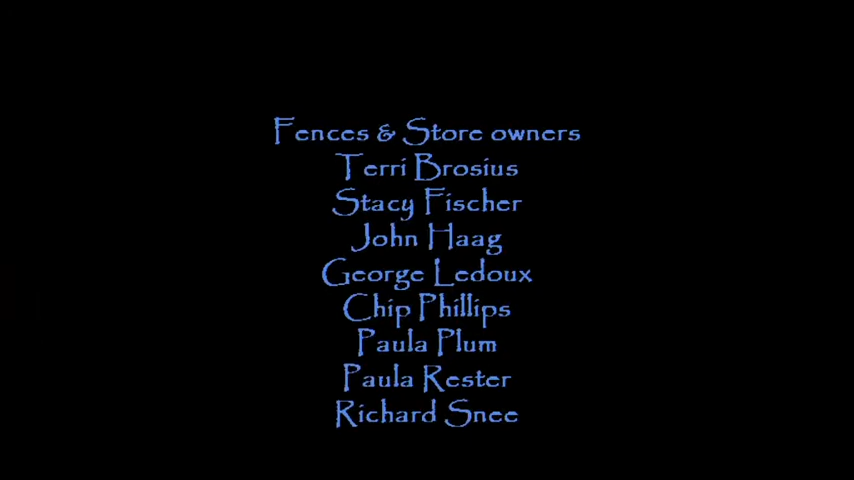 Fences & Store owners
Terri Brosius
Stacy Fischer
John Haag
George Ledoux
Chip Phillips
Paula Plum
Paula Rester
Richard Snee